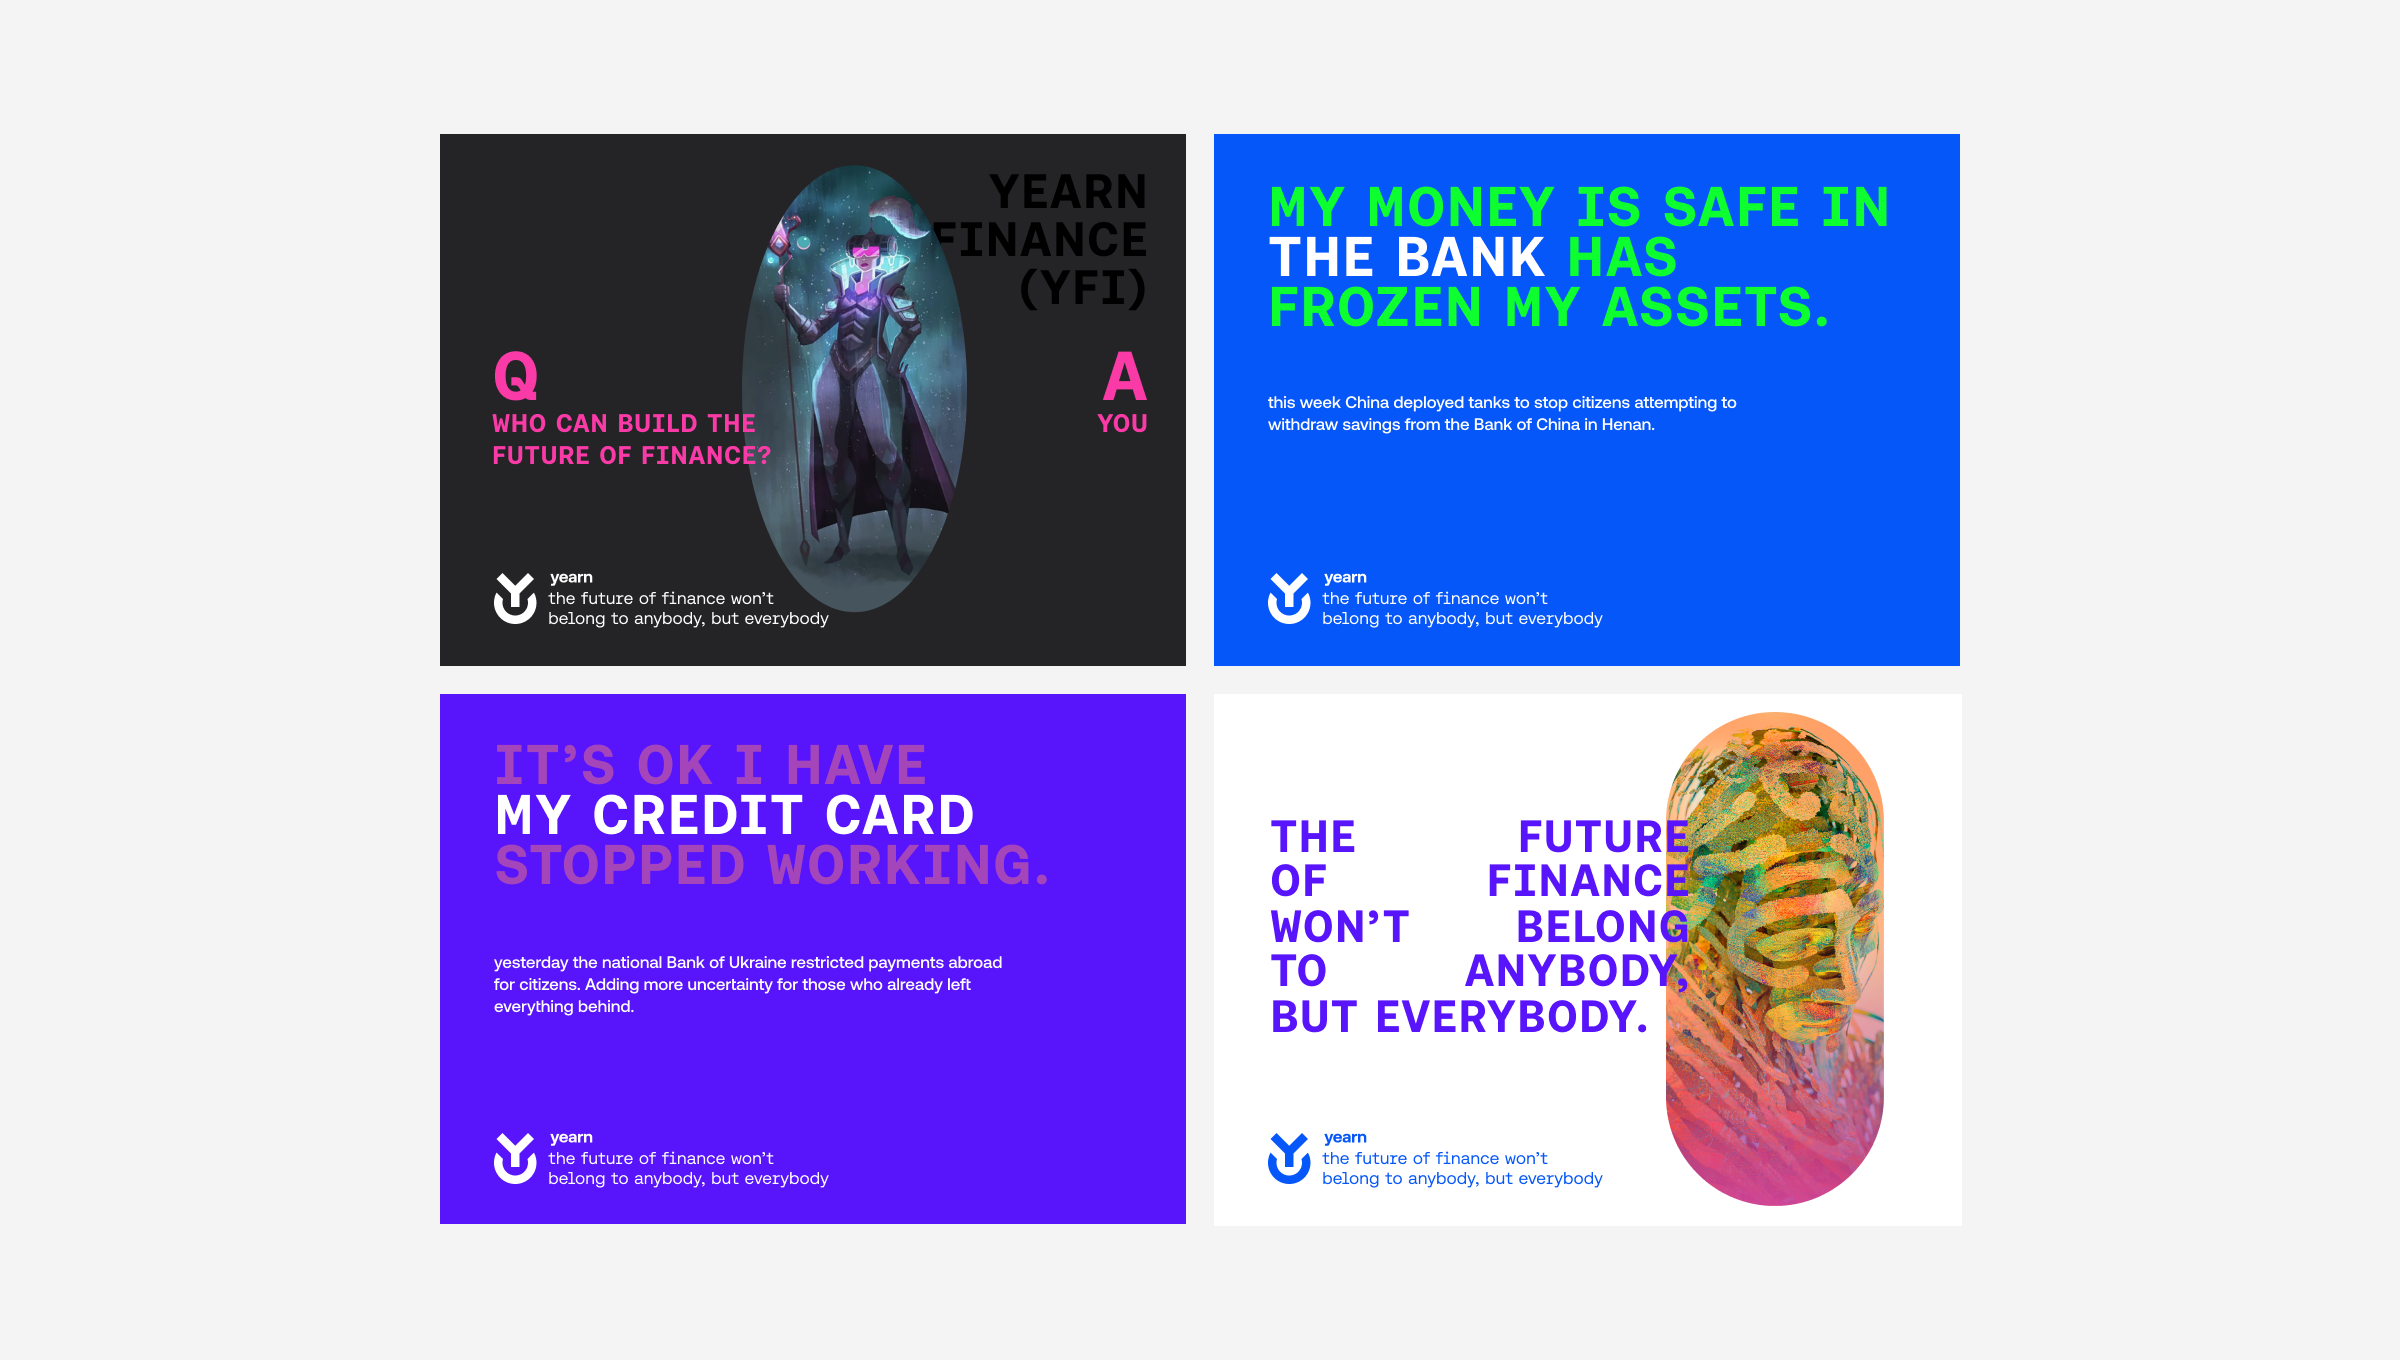 YEARN
FINANCE
(YFI)
Q
WHO CAN BUILD THE
FUTURE OF FINANCE?
A
YOU
yearn
the future of finance won’t
belong to anybody, but everybody
MY MONEY IS SAFE IN
THE BANK HAS
FROZEN MY ASSETS.
this week China deployed tanks to stop citizens attempting to
withdraw savings from the Bank of China in Henan.
yearn
the future of finance won’t
belong to anybody, but everybody
IT’S OK I HAVE
MY CREDIT CARD
STOPPED WORKING.
yesterday the national Bank of Ukraine restricted payments abroad
for citizens. Adding more uncertainty for those who already left
everything behind.
yearn
the future of finance won’t
belong to anybody, but everybody
THE FUTURE
OF FINANCE
WON’T BELONG
TO ANYBODY,
BUT EVERYBODY.
yearn
the future of finance won’t
belong to anybody, but everybody